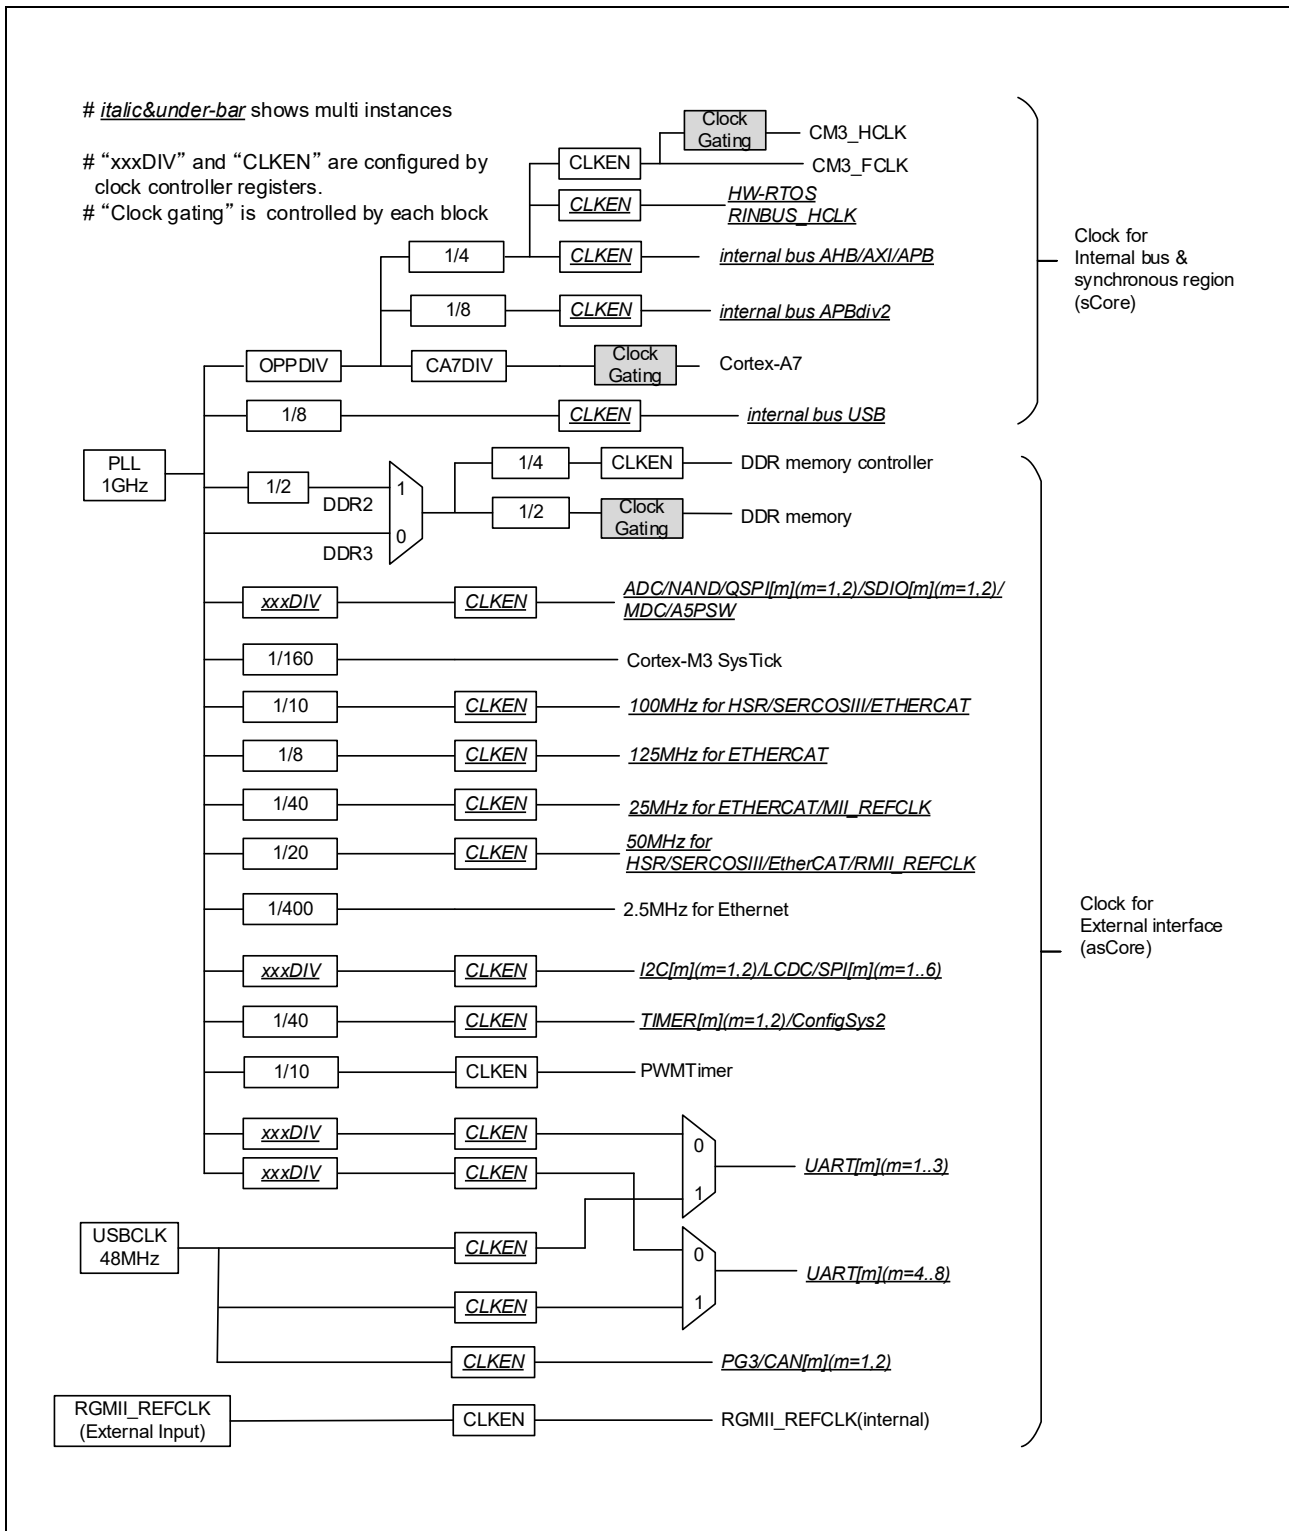 # italic&under-bar shows multi instances
# “xxxDIV” and “CLKEN” are configured by
clock controller registers.
# “Clock gating” is controlled by each block
Clock
Gating
CM3_HCLK
CLKEN
CM3_FCLK
CLKEN
HW-RTOS
RINBUS_HCLK
1/4
CLKEN
internal bus AHB/AXI/APB
1/8
CLKEN
internal bus APBdiv2
OPPDIV
CA7DIV
Clock
Gating
Cortex-A7
1/8
CLKEN
internal bus USB
Clock for
Internal bus &
synchronous region
(sCore)
PLL
1GHz
1/2
DDR2
1
0
DDR3
1/4
CLKEN
DDR memory controller
1/2
Clock
Gating
DDR memory
xxxDIV
CLKEN
ADC/NAND/QSPI[m](m=1,2)/SDIO[m](m=1,2)/
MDC/A5PSW
1/160
Cortex-M3 SysTick
1/10
CLKEN
100MHz for HSR/SERCOSIII/ETHERCAT
1/8
CLKEN
125MHz for ETHERCAT
1/40
CLKEN
25MHz for ETHERCAT/MII_REFCLK
1/20
CLKEN
50MHz for
HSR/SERCOSIII/EtherCAT/RMII_REFCLK
1/400
2.5MHz for Ethernet
Clock for
External interface
(asCore)
xxxDIV
CLKEN
I2C[m](m=1,2)/LCDC/SPI[m](m=1..6)
1/40
CLKEN
TIMER[m](m=1,2)/ConfigSys2
1/10
CLKEN
PWMTimer
xxxDIV
CLKEN
0
1
UART[m](m=1..3)
xxxDIV
CLKEN
USBCLK
48MHz
CLKEN
0
1
UART[m](m=4..8)
CLKEN
CLKEN
PG3/CAN[m](m=1,2)
RGMII_REFCLK
(External Input)
CLKEN
RGMII_REFCLK(internal)